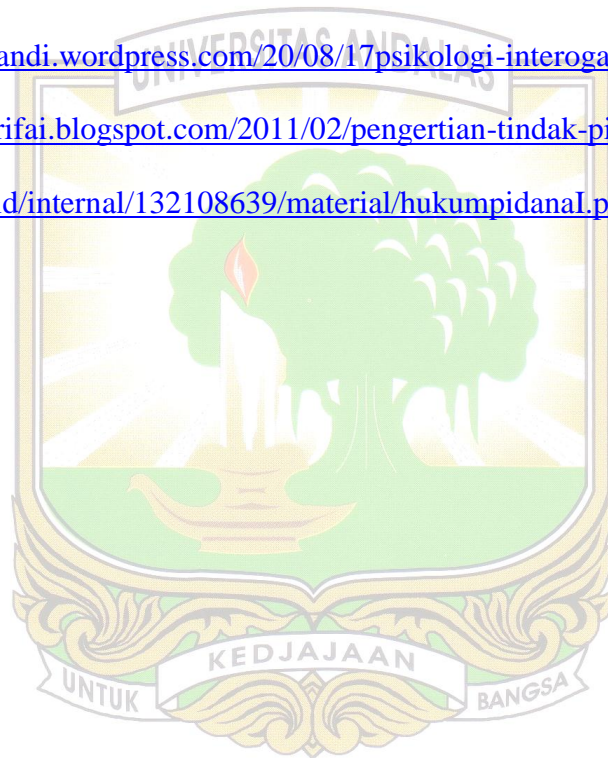 UNIVERSITAS ANDALAS
andi.wordpress.com/20/08/17psikologi-interoga
rifai.blogspot.com/2011/02/pengertian-tindak-pi
id/internal/132108639/material/hukumpidanaI.p
UNTUK KEDJAJAAN BANGSA